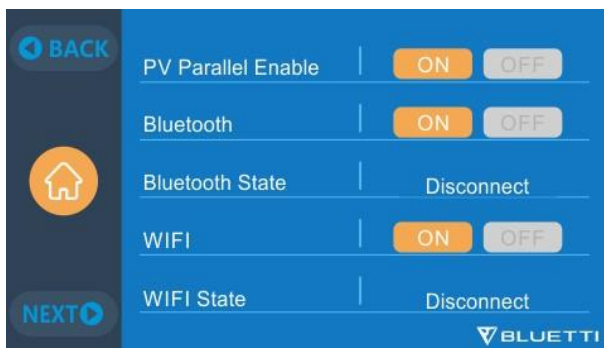 BACK
PV Parallel Enable ON OFF
Bluetooth ON OFF
Bluetooth State Disconnect
WIFI ON OFF
WIFI State Disconnect
NEXT
BLUETTI